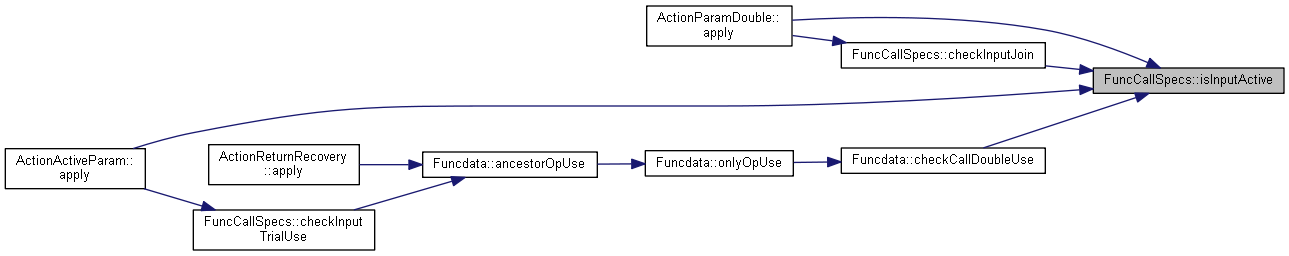 ActionParamDouble::
apply
FuncCallSpecs::checkInputJoin
FuncCallSpecs::isInputActive
ActionActiveParam::
apply
ActionReturnRecovery
::apply
Funcdata::ancestorOpUse
Funcdata::onlyOpUse
Funcdata::checkCallDoubleUse
FuncCallSpecs::checkInput
TrialUse